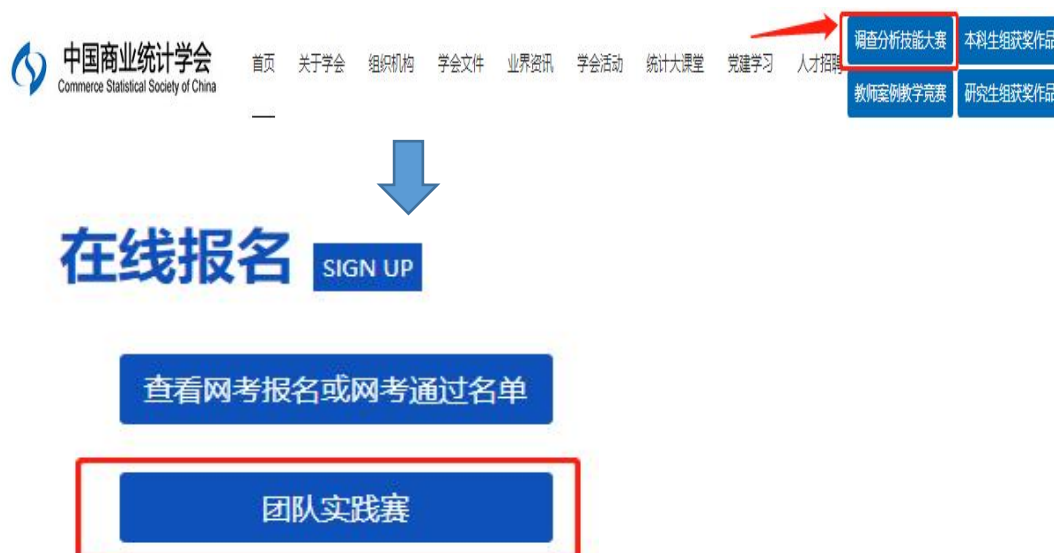 中国商业统计学会
Commerce Statistical Society of China
首页 关于学会 组织机构 学会文件 业界资讯 学会活动 统计大课堂 党建学习 人才招聘
调查分析技能大赛 本科生组获奖作品
教师案例教学竞赛 研究生组获奖作品
在线报名 SIGN UP
查看网考报名或网考通过名单
团队实践赛